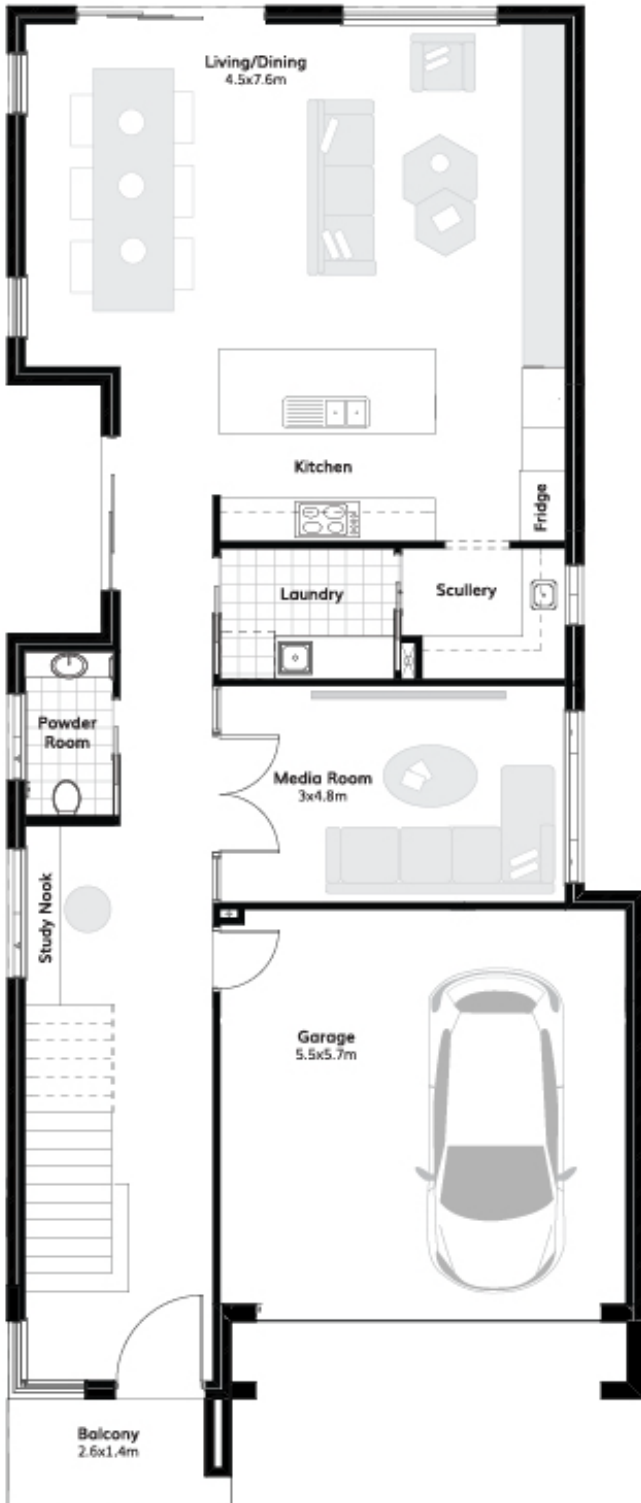 Living/Dining
4.5x7.6m
Kitchen
Fridge
Laundry
Scullery
Powder
Room
Media Room
3x4.8m
Study Nook
Garage
5.5x5.7m
Balcony
2.6x1.4m